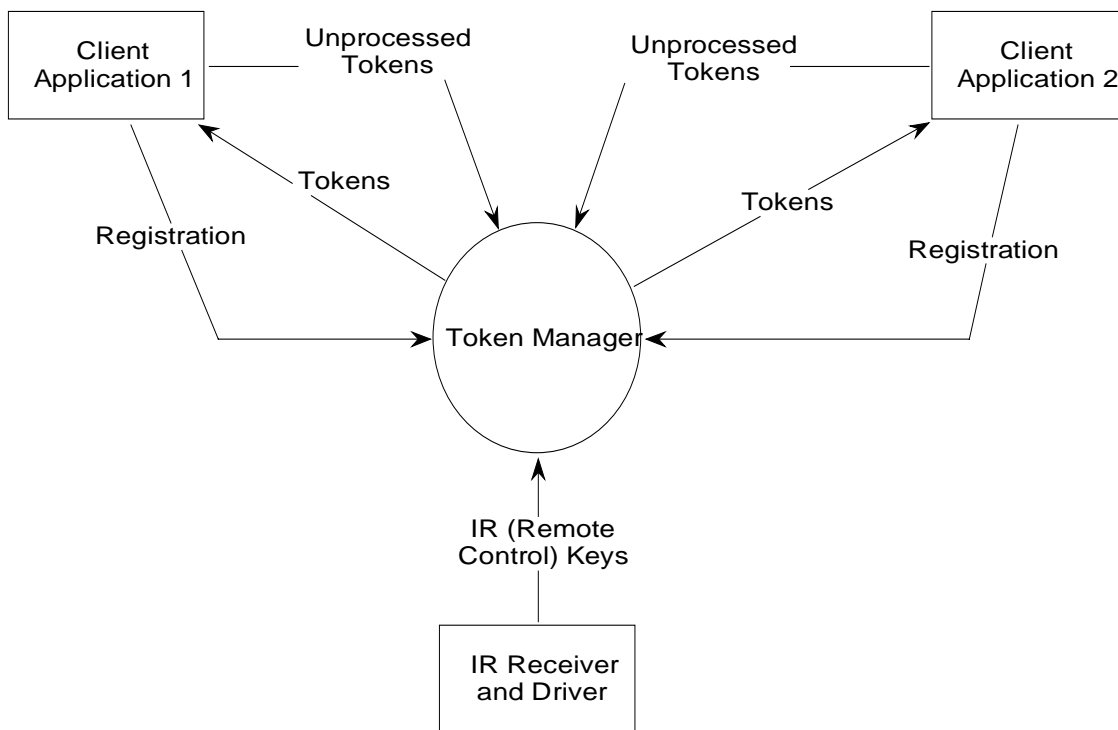 Client
Application 1
Unprocessed
Tokens
Unprocessed
Tokens
Client
Application 2
Tokens
Tokens
Registration
Registration
Token Manager
IR (Remote
Control) Keys
IR Receiver
and Driver